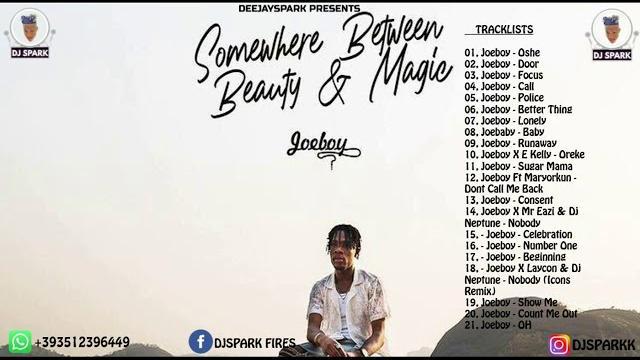 DEEJAYSPARK PRESENTS
DJ SPARK
Somewhere Between
Beauty & Magic
Joeboy
TRACKLISTS
DJ SPARK
01. Joeboy - Oshe
02. Joeboy - Door
03. Joeboy - Focus
04. Joeboy - Call
05. Joeboy - Police
06. Joeboy - Better Thing
07. Joeboy - Lonely
08. Joebaby - Baby
09. Joeboy - Runaway
10. Joeboy X E Kelly - Oreke
11. Joeboy - Sugar Mama
12. Joeboy Ft Maryorkun -
Dont Call Me Back
13. Joeboy - Consent
14. Joeboy X Mr Eazi & Dj
Neptune - Nobody
15, - Joeboy - Celebration
16. - Joeboy - Number One
17, - Joeboy - Beginning
18, - Joeboy X Laycon & Dj
Neptune - Nobody (Icons
Remix)
19. Joeboy - Show Me
20. Joeboy - Count Me Out
21. Joeboy - OH
+393512396449
DJSPARK FIRES
DJSPARKK